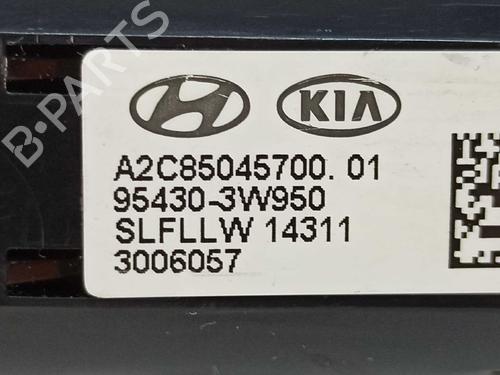 B-PARTS
KIA
A2C85045700. 01
95430-3W950
SLFLLW 14311
3006057